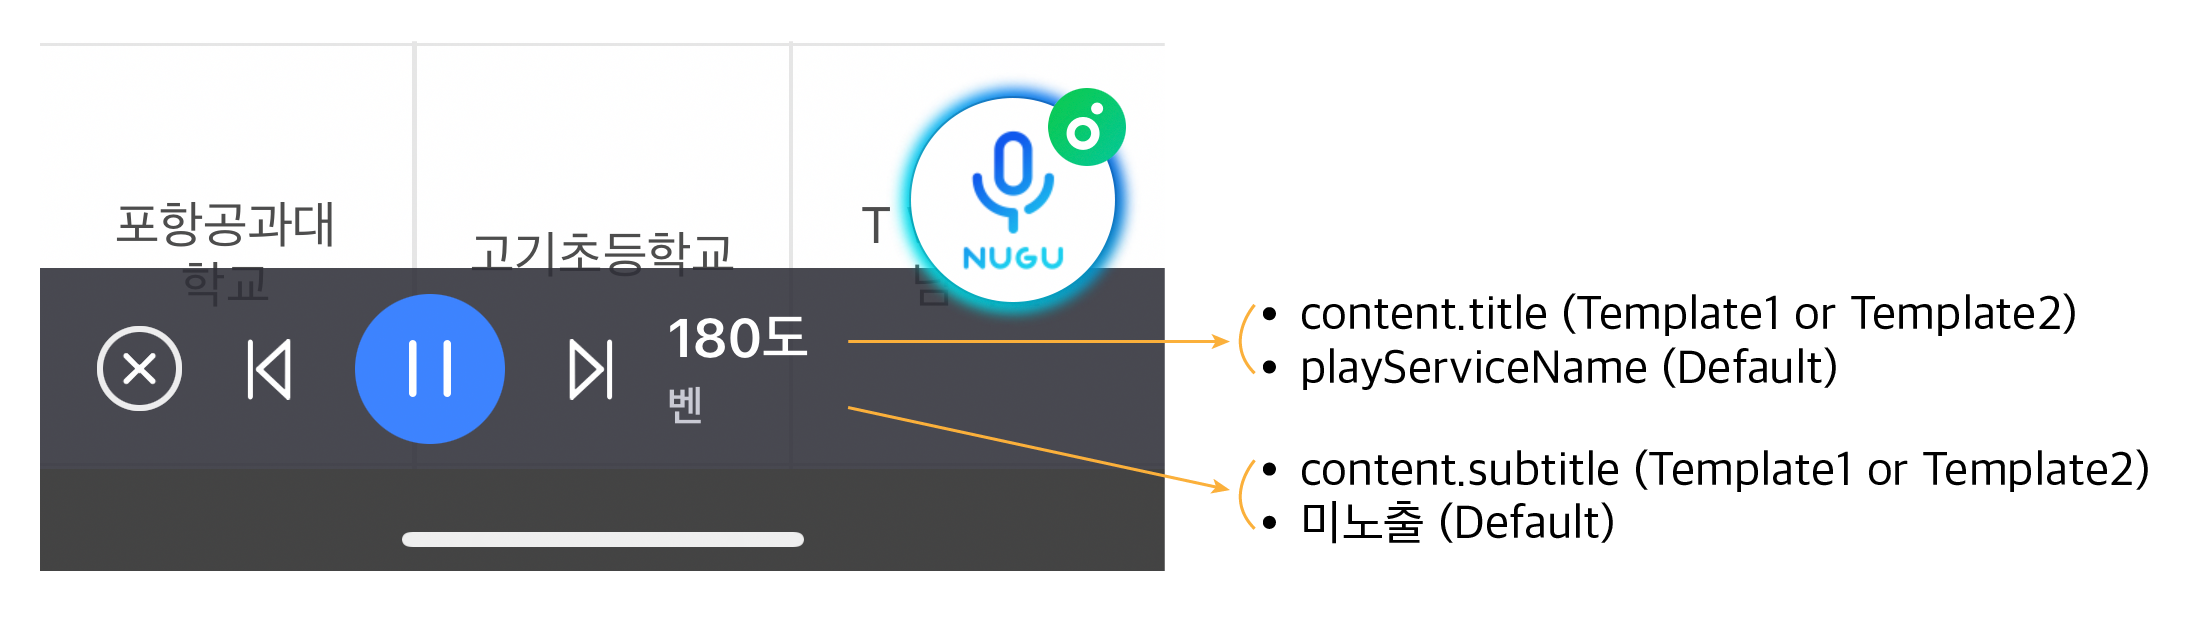 포항공과대
학교
고기초등학교
T
NUGU
180도
벤
• content.title (Template1 or Template2)
• playServiceName (Default)
• content.subtitle (Template1 or Template2)
• 미노출 (Default)